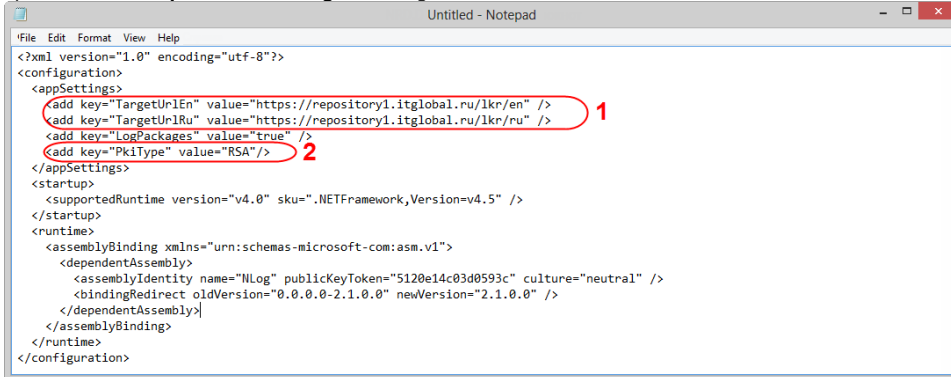 Untitled - Notepad
File Edit Format View Help
<?xml version="1.0" encoding="utf-8"?>
<configuration>
<appSettings>
<add key="TargetUrlEn" value="https://repository1.itglobal.ru/lkr/en" />
<add key="TargetUrlRu" value="https://repository1.itglobal.ru/lkr/ru" />
1
<add key="LogPackages" value="true" />
<add key="PkiType" value="RSA"/>
2
</appSettings>
<startup>
<supportedRuntime version="v4.0" sku=".NETFramework,Version=v4.5" />
</startup>
<runtime>
<assemblyBinding xmlns="urn:schemas-microsoft-com:asm.v1">
<dependentAssembly>
<assemblyIdentity name="NLog" publicKeyToken="5120e14c03d0593c" culture="neutral" />
<bindingRedirect oldVersion="0.0.0.0-2.1.0.0" newVersion="2.1.0.0" />
</dependentAssembly>
</assemblyBinding>
</runtime>
</configuration>